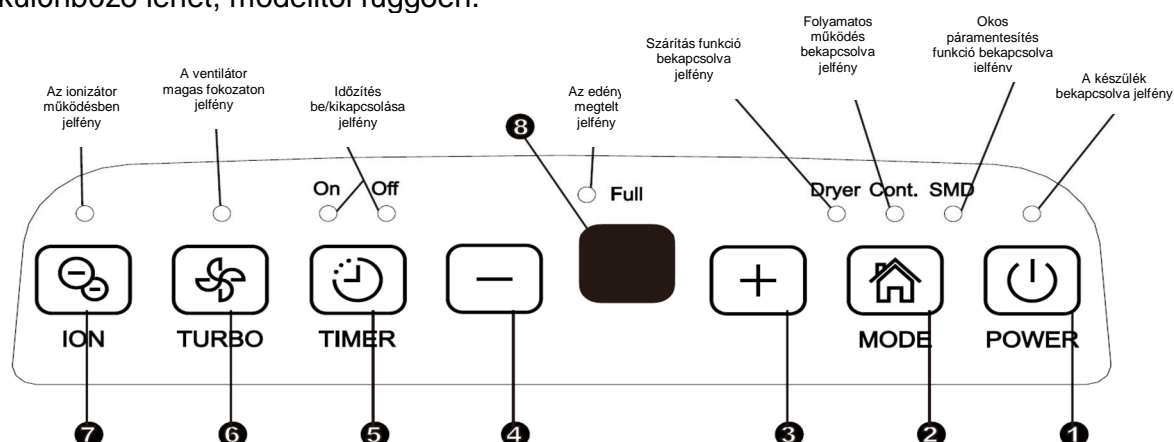 különböző lehet, modelltől függően.
Az ionizátor
működésben
jelfény
A ventilátor
magas fokozaton
jelfény
Időzítés
be/kikapcsolása
jelfény
Az edény
megtelt
jelfény
Szárítás funkció
bekapcsolva
jelfény
Folyamatos
működés
bekapcsolva
jelfény
Okos
páramentesítés
funkció bekapcsolva
jelfény
A készülék
bekapcsolva jelfény
8
On Off
Full
Dryer Cont. SMD
ION
TURBO
TIMER
MODE
POWER
7
6
5
4
3
2
1